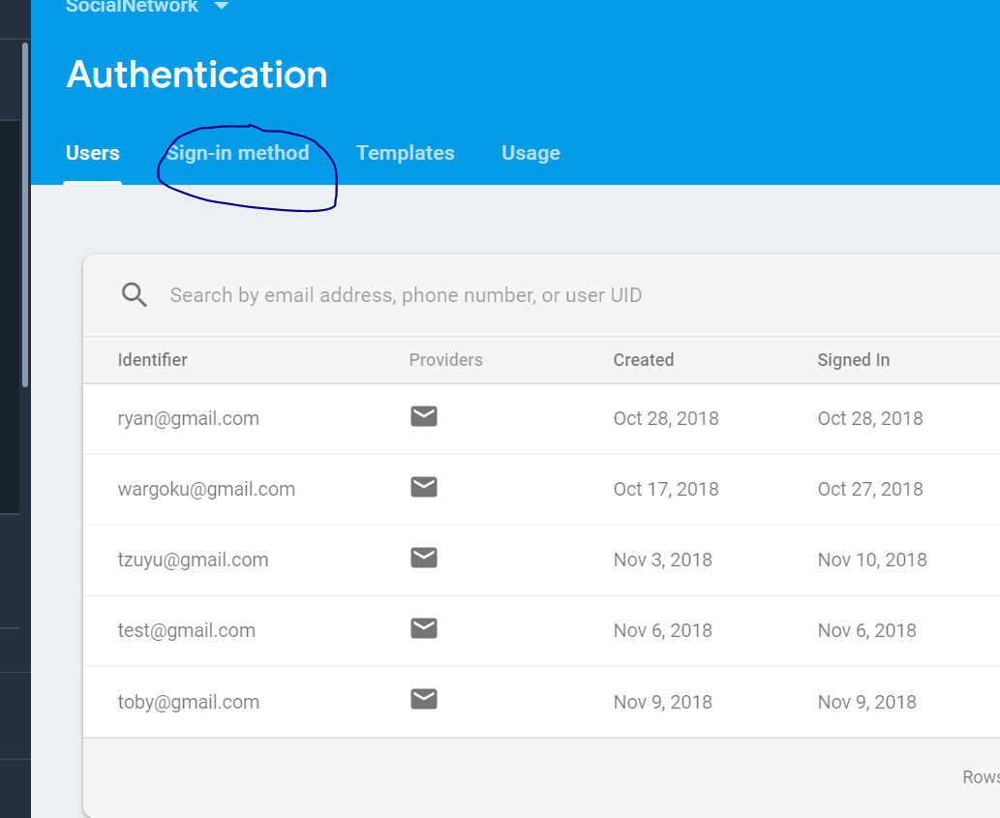 SocialNetwork
Authentication
Users Sign-in method Templates Usage
Search by email address, phone number, or user UID
Identifier Providers Created Signed In
ryan@gmail.com Oct 28, 2018 Oct 28, 2018
wargoku@gmail.com Oct 17, 2018 Oct 27, 2018
tzuyu@gmail.com Nov 3, 2018 Nov 10, 2018
test@gmail.com Nov 6, 2018 Nov 6, 2018
toby@gmail.com Nov 9, 2018 Nov 9, 2018
Rows